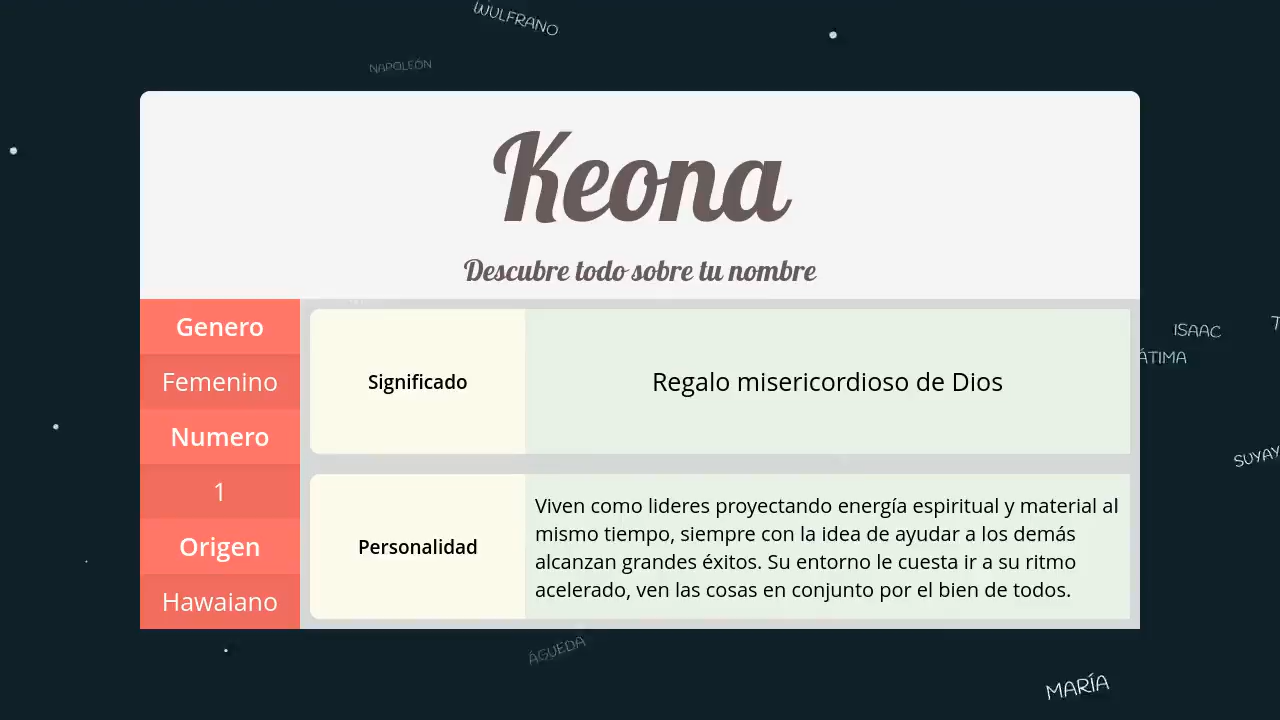 WULFRANO
NAPOLEÓN
Keona
Descubre todo sobre tu nombre
Genero
Femenino
Numero
1
Origen
Hawaiano
Significado
Regalo misericordioso de Dios
Personalidad
Viven como lideres proyectando energía espiritual y material al
mismo tiempo, siempre con la idea de ayudar a los demás
alcanzan grandes éxitos. Su entorno le cuesta ir a su ritmo
acelerado, ven las cosas en conjunto por el bien de todos.
ISAAC
ÁTIMA
SUYAY
ÁGUEDA
MARÍA